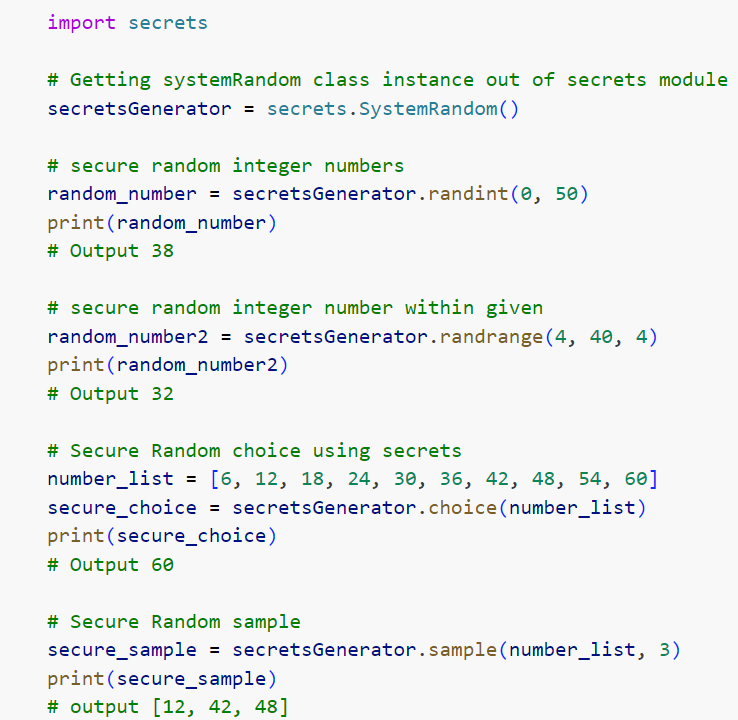 import secrets
# Getting systemRandom class instance out of secrets module
secretsGenerator = secrets.SystemRandom()
# secure random integer numbers
random_number = secretsGenerator.randint(0, 50)
print(random_number)
# Output 38
# secure random integer number within given
random_number2 = secretsGenerator.randrange(4, 40, 4)
print(random_number2)
# Output 32
# Secure Random choice using secrets
number_list = [6, 12, 18, 24, 30, 36, 42, 48, 54, 60]
secure_choice = secretsGenerator.choice(number_list)
print(secure_choice)
# Output 60
# Secure Random sample
secure_sample = secretsGenerator.sample(number_list, 3)
print(secure_sample)
# output [12, 42, 48]